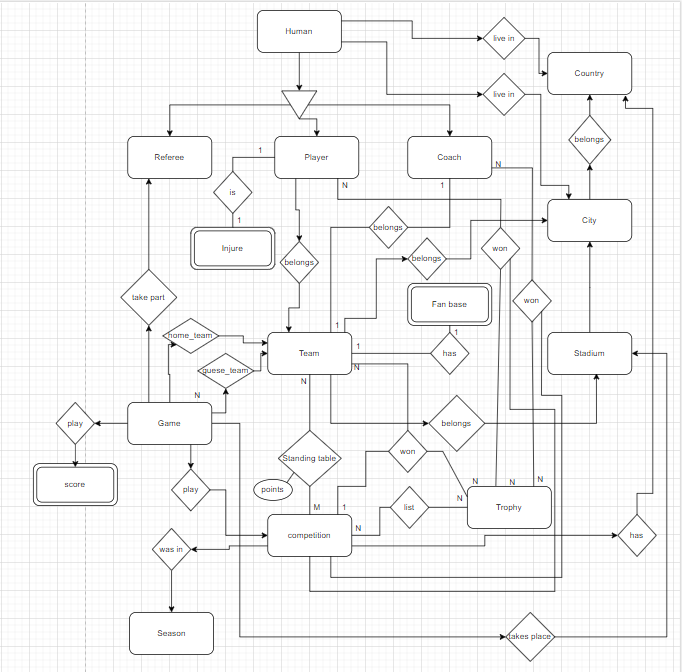 Human
live in
Country
live in
belongs
Referee
1
Player
Coach
N
N
1
is
1
Injure
belongs
City
belongs
won
belongs
take part
won
Fan base
home_team
1
1
Team
1
has
Stadium
quese_team
N
N
N
Game
play
belongs
won
Standing table
play
points
score
N
N
N
N
M
1
list
Trophy
competition
N
has
was in
Season
takes place